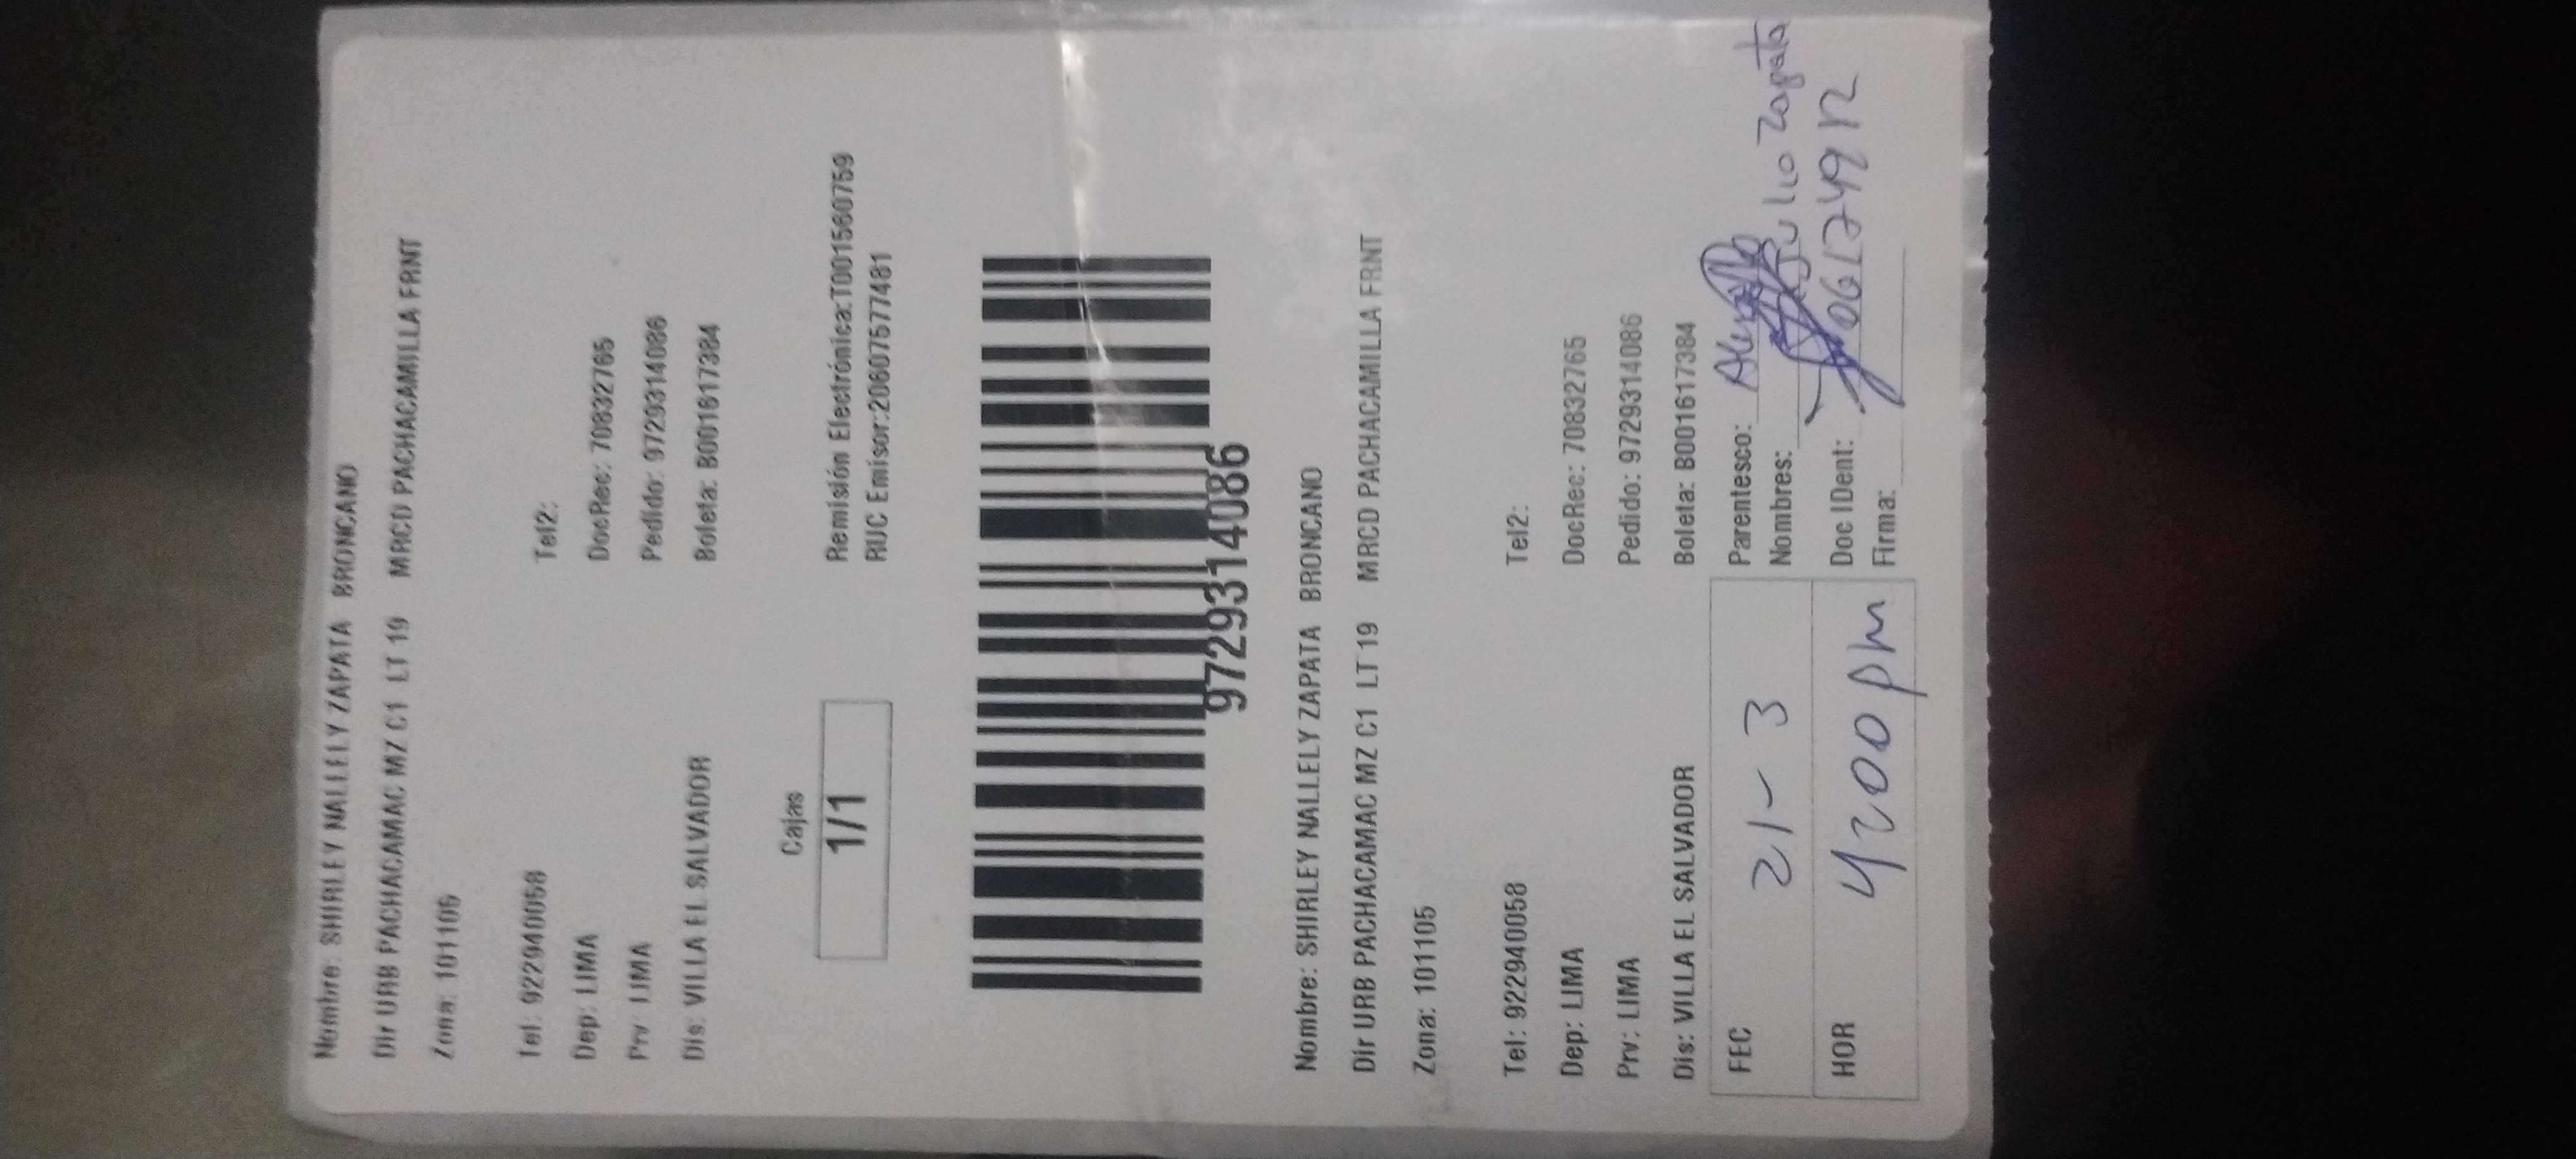 Nombre: SHIRLEY NALLELY ZAPATA BRONCANO
Dir URB PACHACAMAC MZ C1 LT 19 MRCD PACHACAMILLA FRNT
Zona: 101105
Tel: 922940058 Tel2:
Dep: LIMA DocRec: 70832765
Prv: LIMA Pedido: 9729314086
Dis: VILLA EL SALVADOR Boleta: B001617384
Cajas
1/1
Remisión Electrónica:T001560759
RUC Emisor:20607577481
9729314086
Nombre: SHIRLEY NALLELY ZAPATA BRONCANO
Dir URB PACHACAMAC MZ C1 LT 19 MRCD PACHACAMILLA FRNT
Zona: 101105
Tel: 922940058 Tel2:
Dep: LIMA DocRec: 70832765
Prv: LIMA Pedido: 9729314086
Dis: VILLA EL SALVADOR Boleta: B001617384
FEC 21-3 Parentesco:
Nombres: Julio Zapata
HOR 4:00 pm Doc IDent:
Firma: